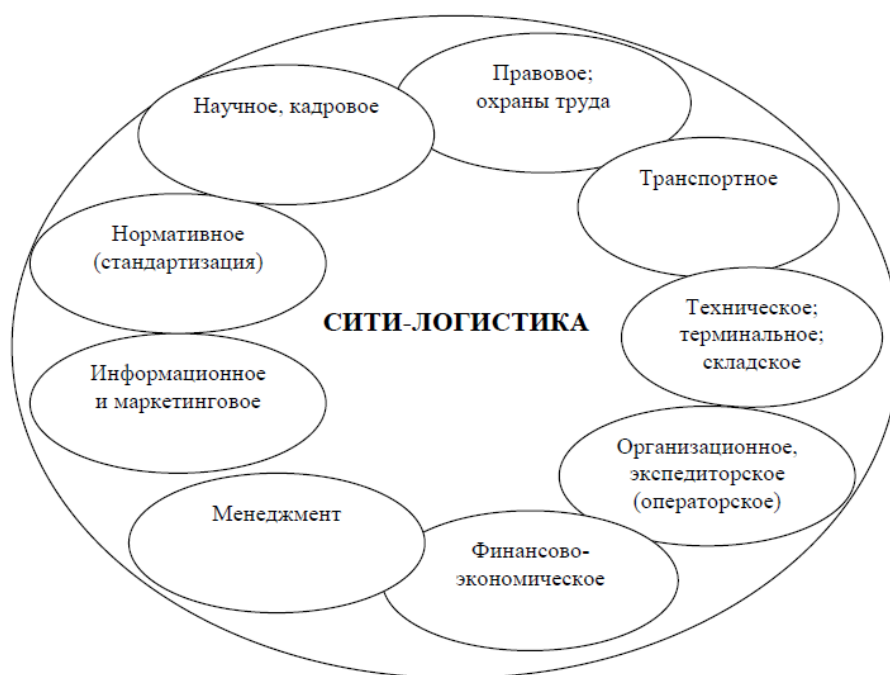 Правовое;
охраны труда
Научное, кадровое
Транспортное
Нормативное
(стандартизация)
СИТИ-ЛОГИСТИКА
Техническое;
терминальное;
складское
Информационное
и маркетинговое
Организационное,
экспедиторское
(операторское)
Менеджмент
Финансово-
экономическое